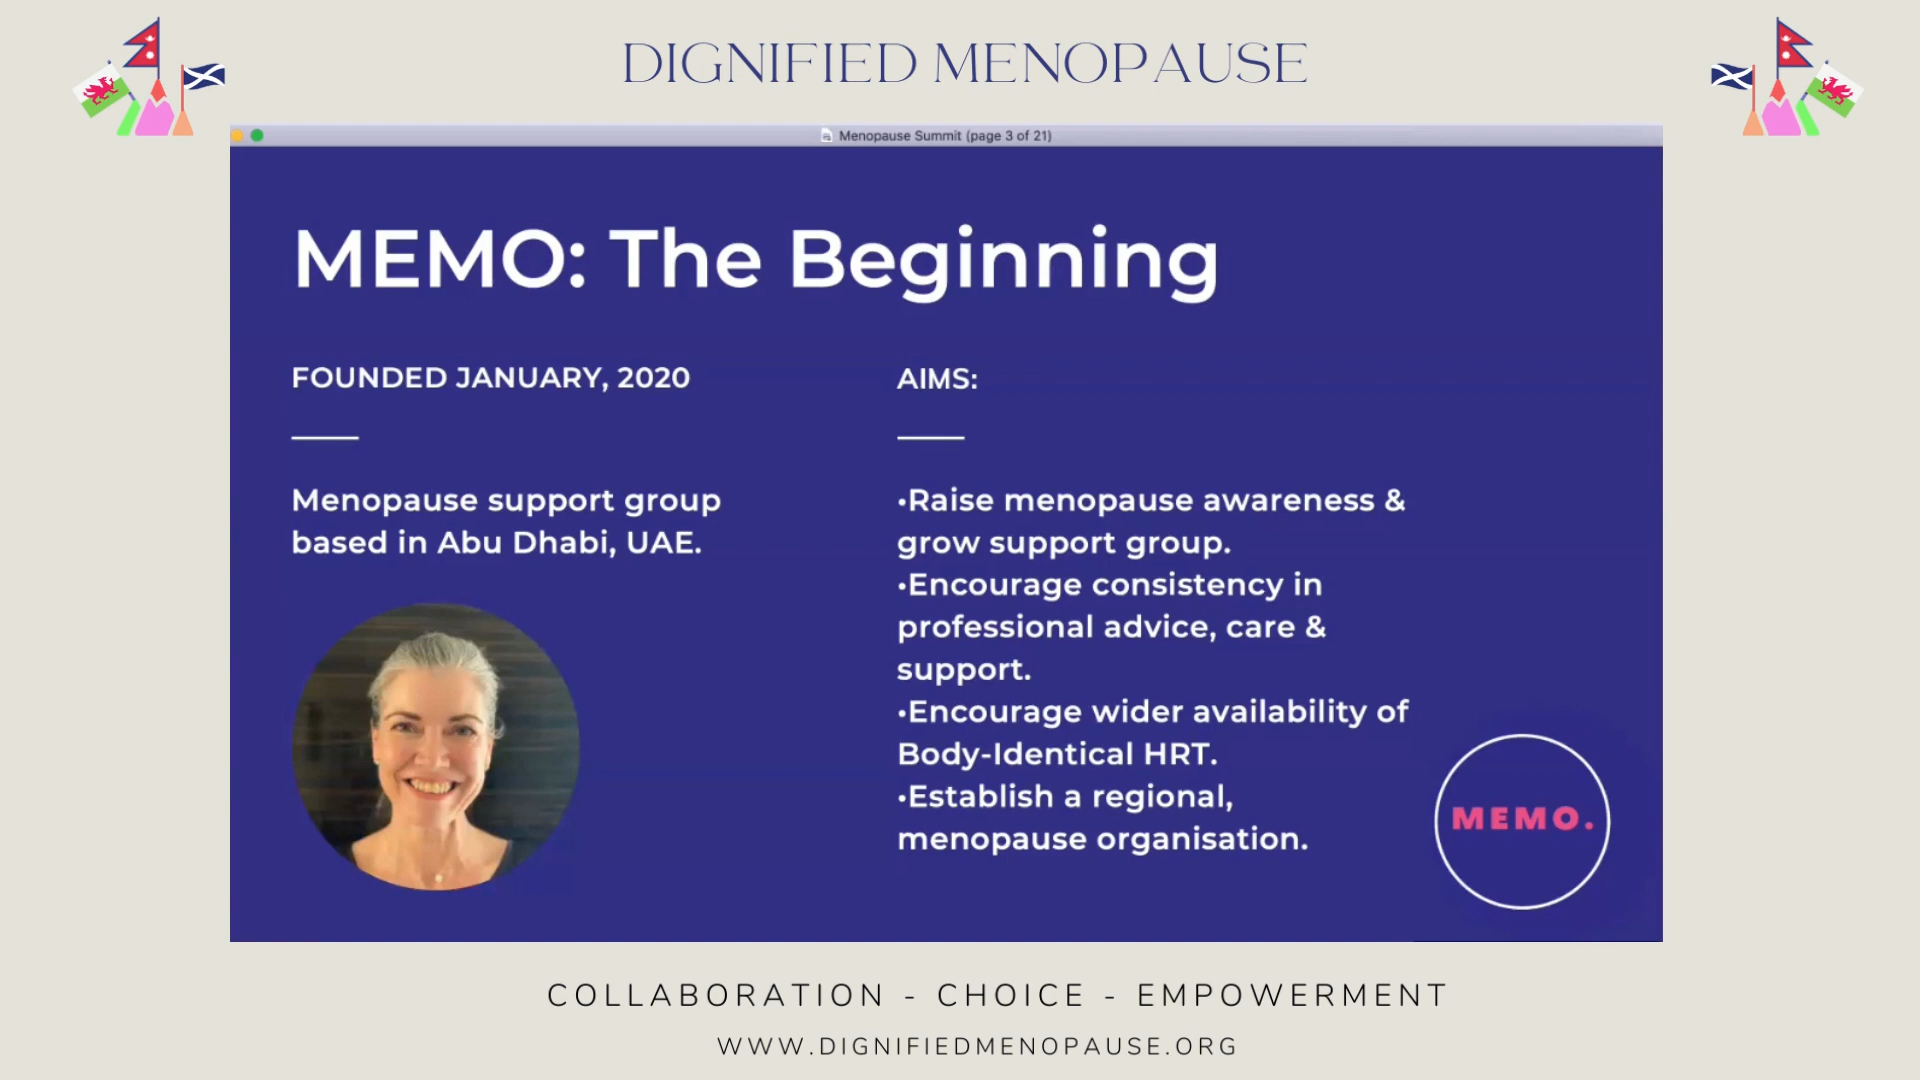 DIGNIFIED MENOPAUSE
Menopause Summit (page 3 of 21)
MEMO: The Beginning
FOUNDED JANUARY, 2020
Menopause support group
based in Abu Dhabi, UAE.
AIMS:
•Raise menopause awareness &
grow support group.
•Encourage consistency in
professional advice, care &
support.
•Encourage wider availability of
Body-Identical HRT.
•Establish a regional,
menopause organisation.
MEMO.
COLLABORATION - CHOICE - EMPOWERMENT
WWW.DIGNIFIEDMENOPAUSE.ORG